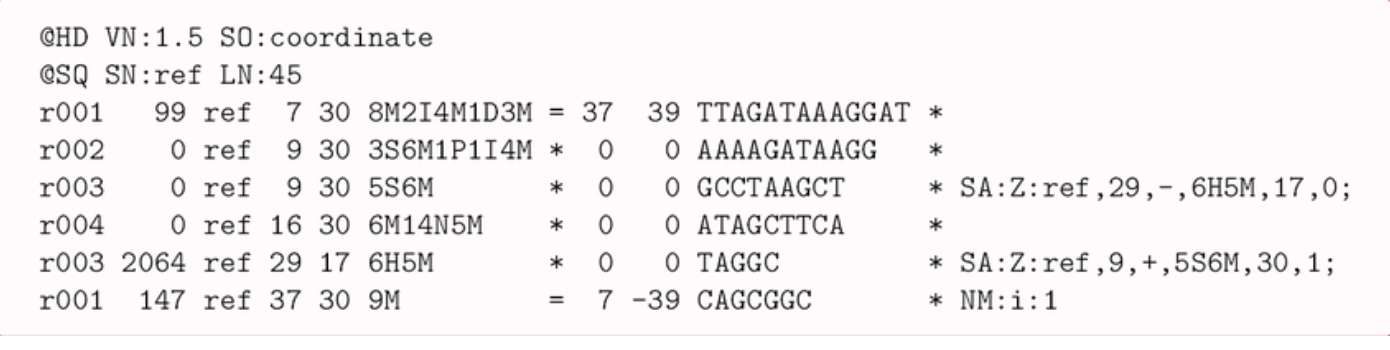 @HD VN:1.5 SO:coordinate
@SQ SN:ref LN:45
r001   99 ref  7 30 8M2I4M1D3M = 37  39 TTAGATAAAGGAT *
r002    0 ref  9 30 3S6M1P1I4M *  0   0 AAAAGATAAGG   *
r003    0 ref  9 30 5S6M       *  0   0 GCCTAAGCT     * SA:Z:ref,29,-,6H5M,17,0;
r004    0 ref 16 30 6M14N5M    *  0   0 ATAGCTTCA     *
r003 2064 ref 29 17 6H5M       *  0   0 TAGGC         * SA:Z:ref,9,+,5S6M,30,1;
r001  147 ref 37 30 9M         =  7 -39 CAGCGGC       * NM:i:1